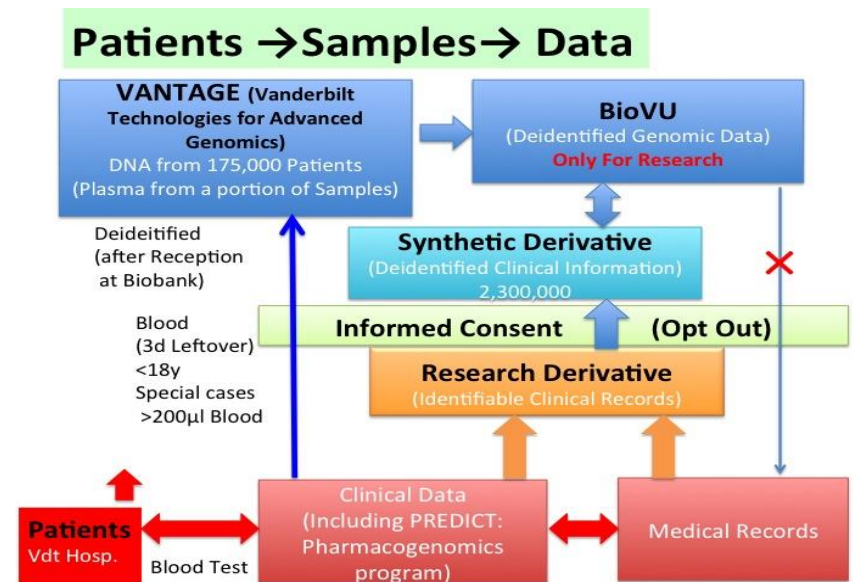 Patients →Samples→ Data
VANTAGE (Vanderbilt
Technologies for Advanced
Genomics)
DNA from 175,000 Patients
(Plasma from a portion of Samples)
BioVU
(Deidentified Genomic Data)
Only For Research
Deideitified
(after Reception
at Biobank)
Synthetic Derivative
(Deidentified Clinical Information)
2,300,000
Informed Consent (Opt Out)
Blood
(3d Leftover)
<18y
Special cases
>200µl Blood
Research Derivative
(Identifiable Clinical Records)
Patients
Vdt Hosp.
Blood Test
Clinical Data
(Including PREDICT:
Pharmacogenomics
program)
Medical Records